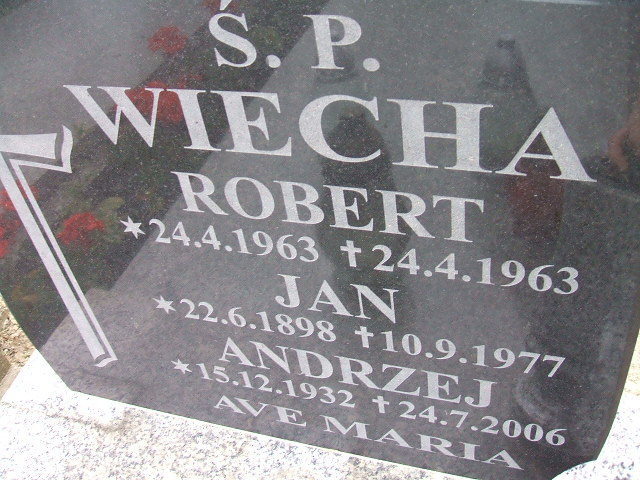 Ś. P.
WIECHA
ROBERT
*24.4.1963 +24.4.1963
JAN
*22.6.1898 +10.9.1977
ANDRZEJ
*15.12.1932 +24.7.2006
AVE MARIA